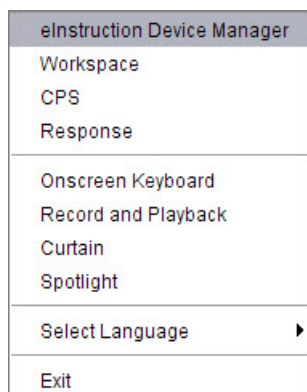 eInstruction Device Manager
Workspace
CPS
Response
Onscreen Keyboard
Record and Playback
Curtain
Spotlight
Select Language
Exit